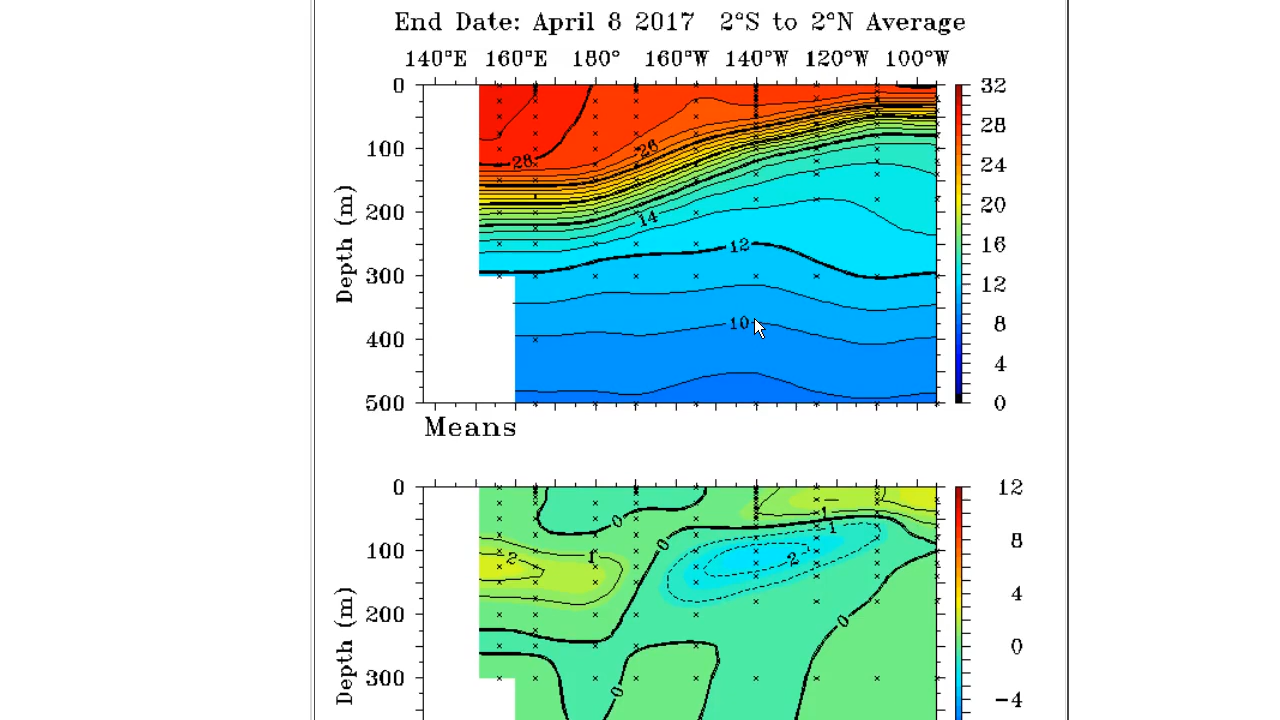 End Date: April 8 2017 2°S to 2°N Average
140°E 160°E 180° 160°W 140°W 120°W 100°W
0 32
28
100 28 26 24
Depth (m) 200 14 20
16
12
300 12
8
400 10 4
500 0
Means
0 12
1
0 1
100 2 1 0 2 8
4
Depth (m) 200 0 0
300 0 -4